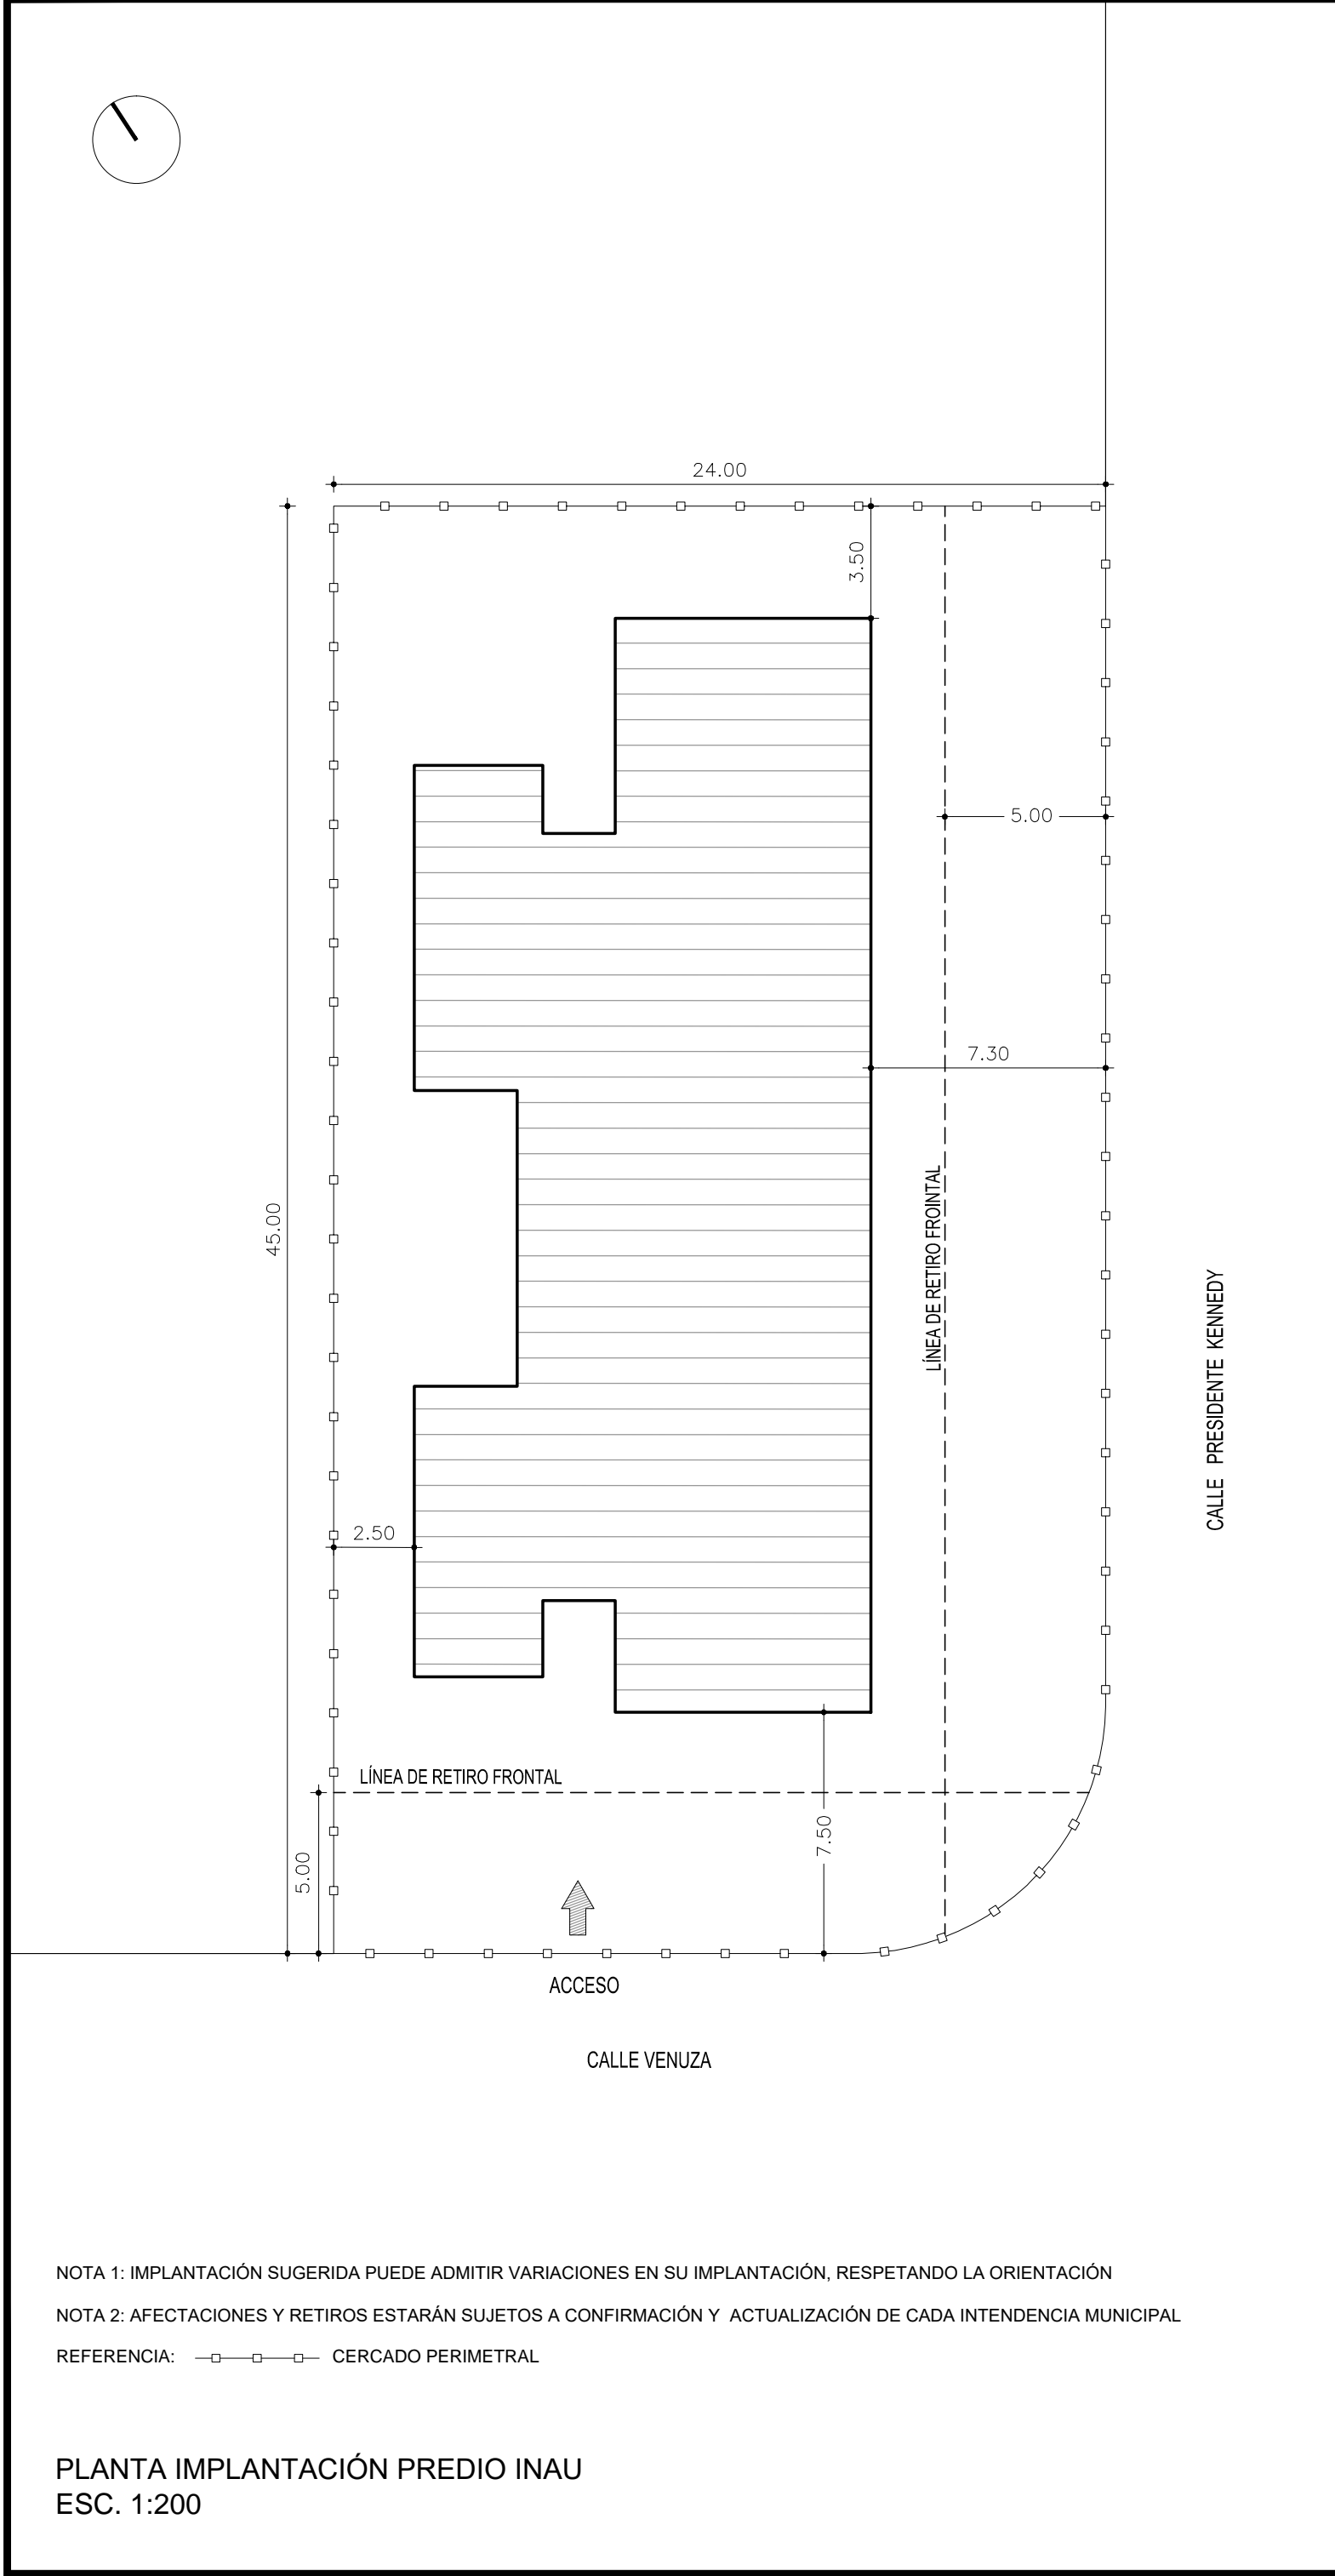 24.00
3.50
5.00
7.30
45.00
LÍNEA DE RETIRO FROINTAL
CALLE PRESIDENTE KENNEDY
2.50
LÍNEA DE RETIRO FRONTAL
7.50
5.00
ACCESO
CALLE VENUZA
NOTA 1: IMPLANTACIÓN SUGERIDA PUEDE ADMITIR VARIACIONES EN SU IMPLANTACIÓN, RESPETANDO LA ORIENTACIÓN
NOTA 2: AFECTACIONES Y RETIROS ESTARÁN SUJETOS A CONFIRMACIÓN Y ACTUALIZACIÓN DE CADA INTENDENCIA MUNICIPAL
REFERENCIA: CERCADO PERIMETRAL
PLANTA IMPLANTACIÓN PREDIO INAU
ESC. 1:200